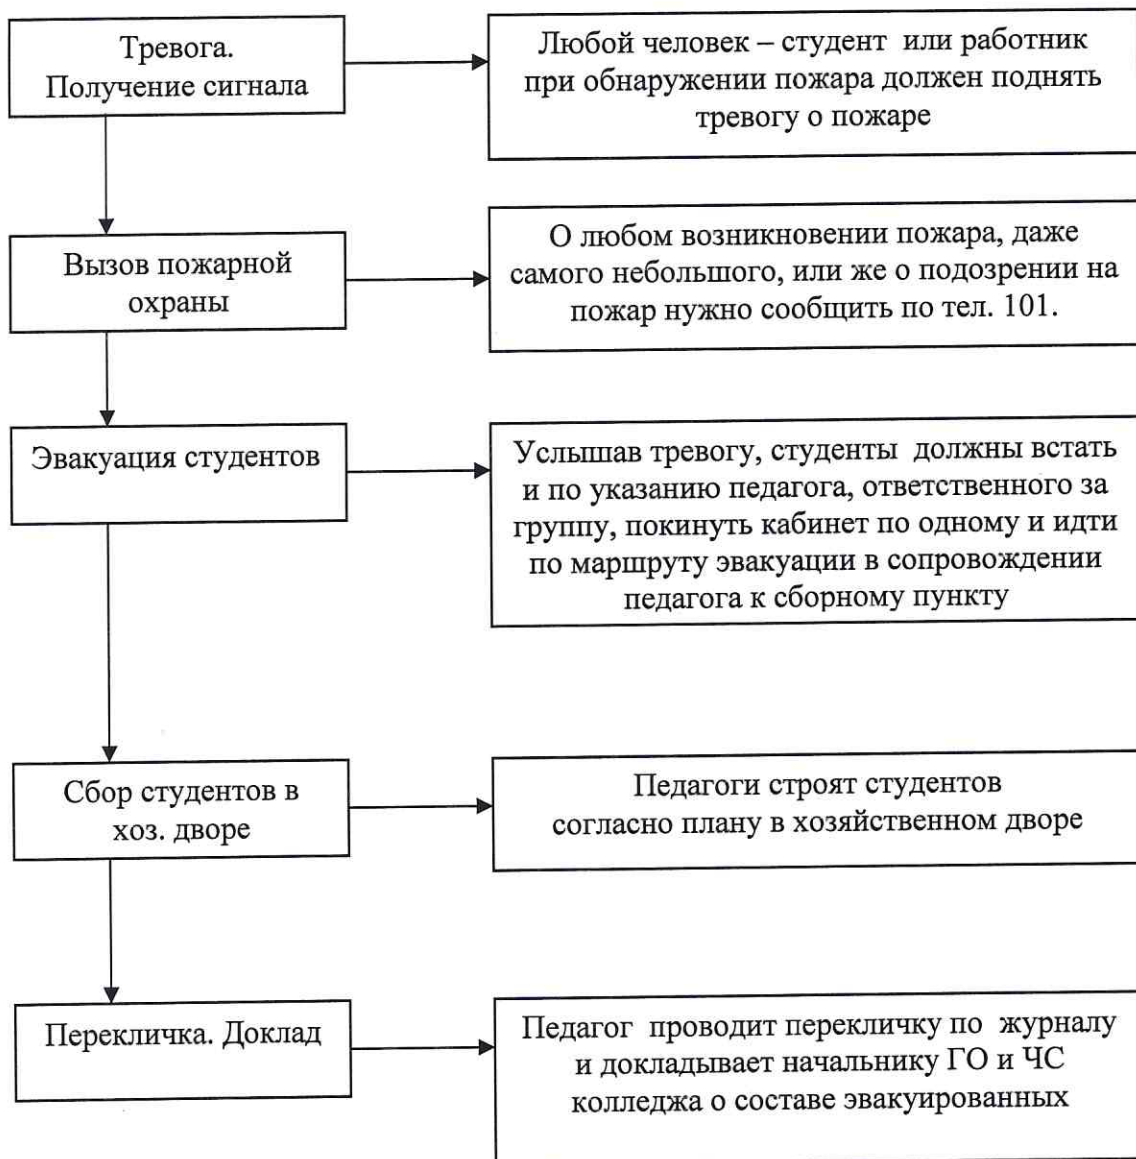 Тревога.
Получение сигнала
Любой человек – студент или работник
при обнаружении пожара должен поднять
тревогу о пожаре
Вызов пожарной
охраны
О любом возникновении пожара, даже
самого небольшого, или же о подозрении на
пожар нужно сообщить по тел. 101.
Эвакуация студентов
Услышав тревогу, студенты должны встать
и по указанию педагога, ответственного за
группу, покинуть кабинет по одному и идти
по маршруту эвакуации в сопровождении
педагога к сборному пункту
Сбор студентов в
хоз. дворе
Педагоги строят студентов
согласно плану в хозяйственном дворе
Перекличка. Доклад
Педагог проводит перекличку по журналу
и докладывает начальнику ГО и ЧС
колледжа о составе эвакуированных